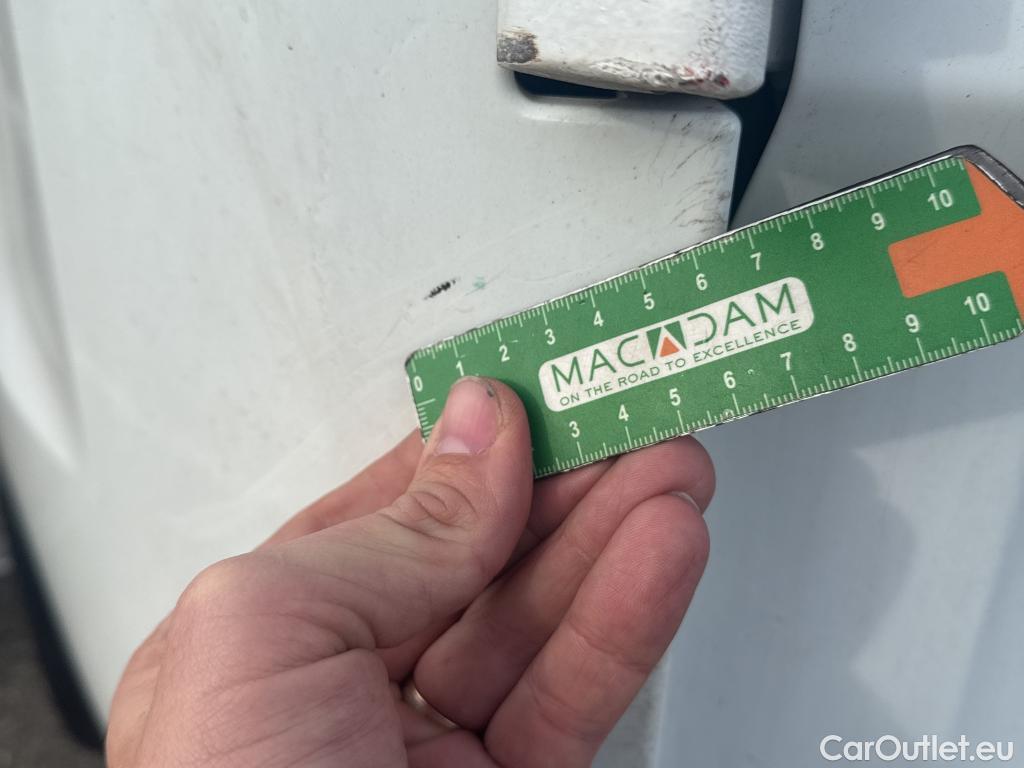 0 1 2 3 4 5 6 7 8 9 10
MACADAM
ON THE ROAD TO EXCELLENCE
3 4 5 6 7 8 9 10
CarOutlet.eu